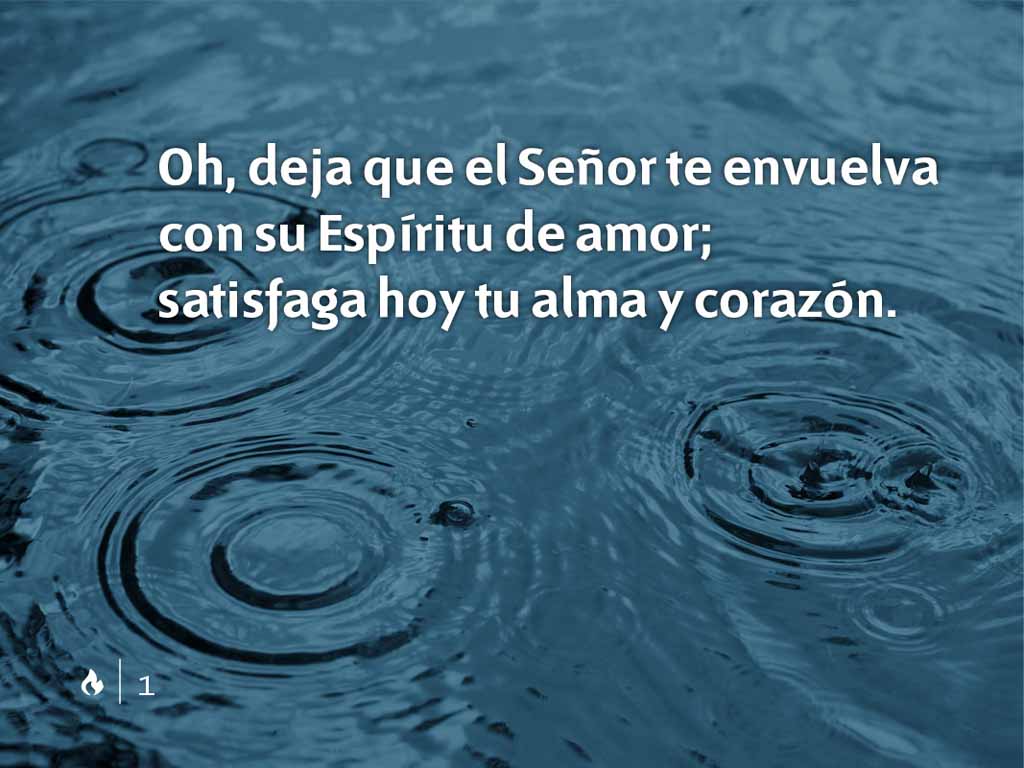 Oh, deja que el Señor te envuelva
con su Espíritu de amor;
satisfaga hoy tu alma y corazón.
1